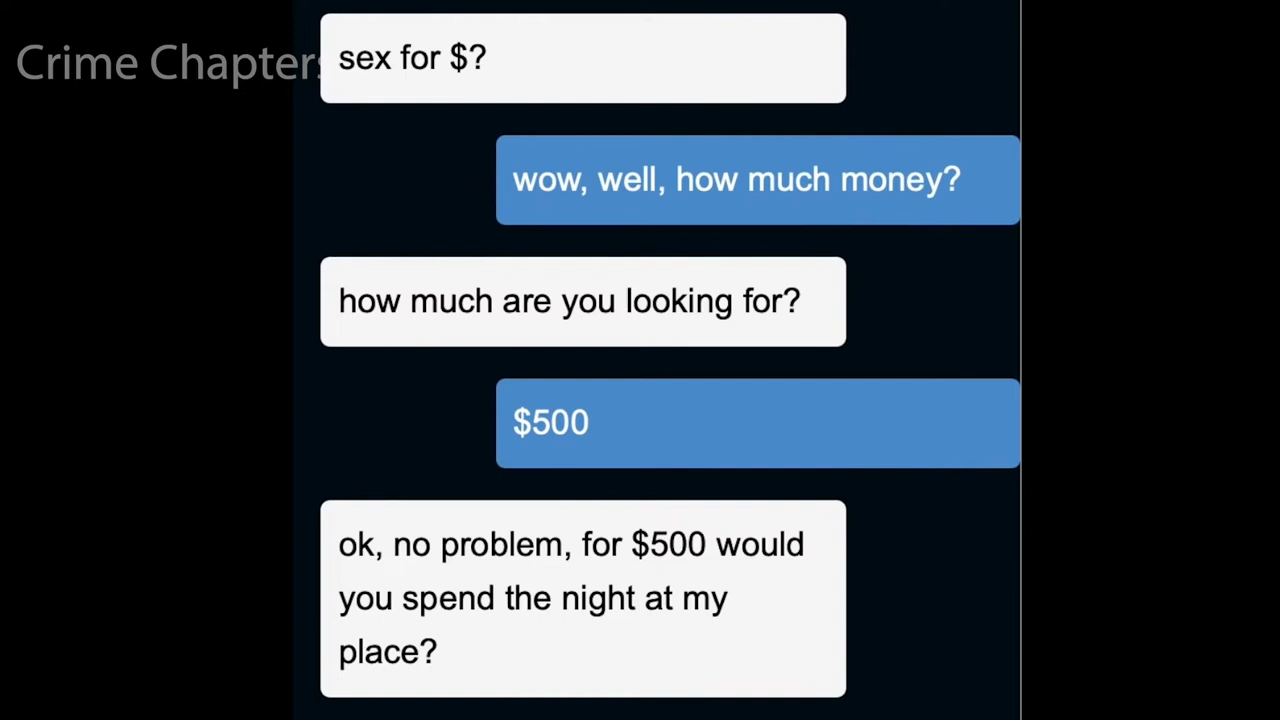 Crime Chapters
sex for $?
wow, well, how much money?
how much are you looking for?
$500
ok, no problem, for $500 would
you spend the night at my
place?